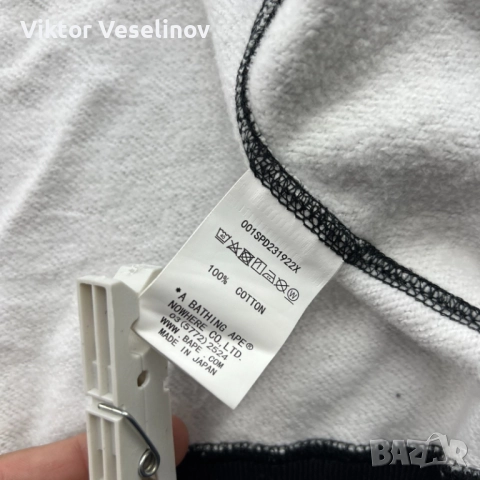 Viktor Veselinov
001SPD231922X
100% COTTON
* A BATHING APE®
NOWHERE CO., LTD.
03(5772)2524
WWW. BAPE. COM
MADE IN JAPAN
bazar